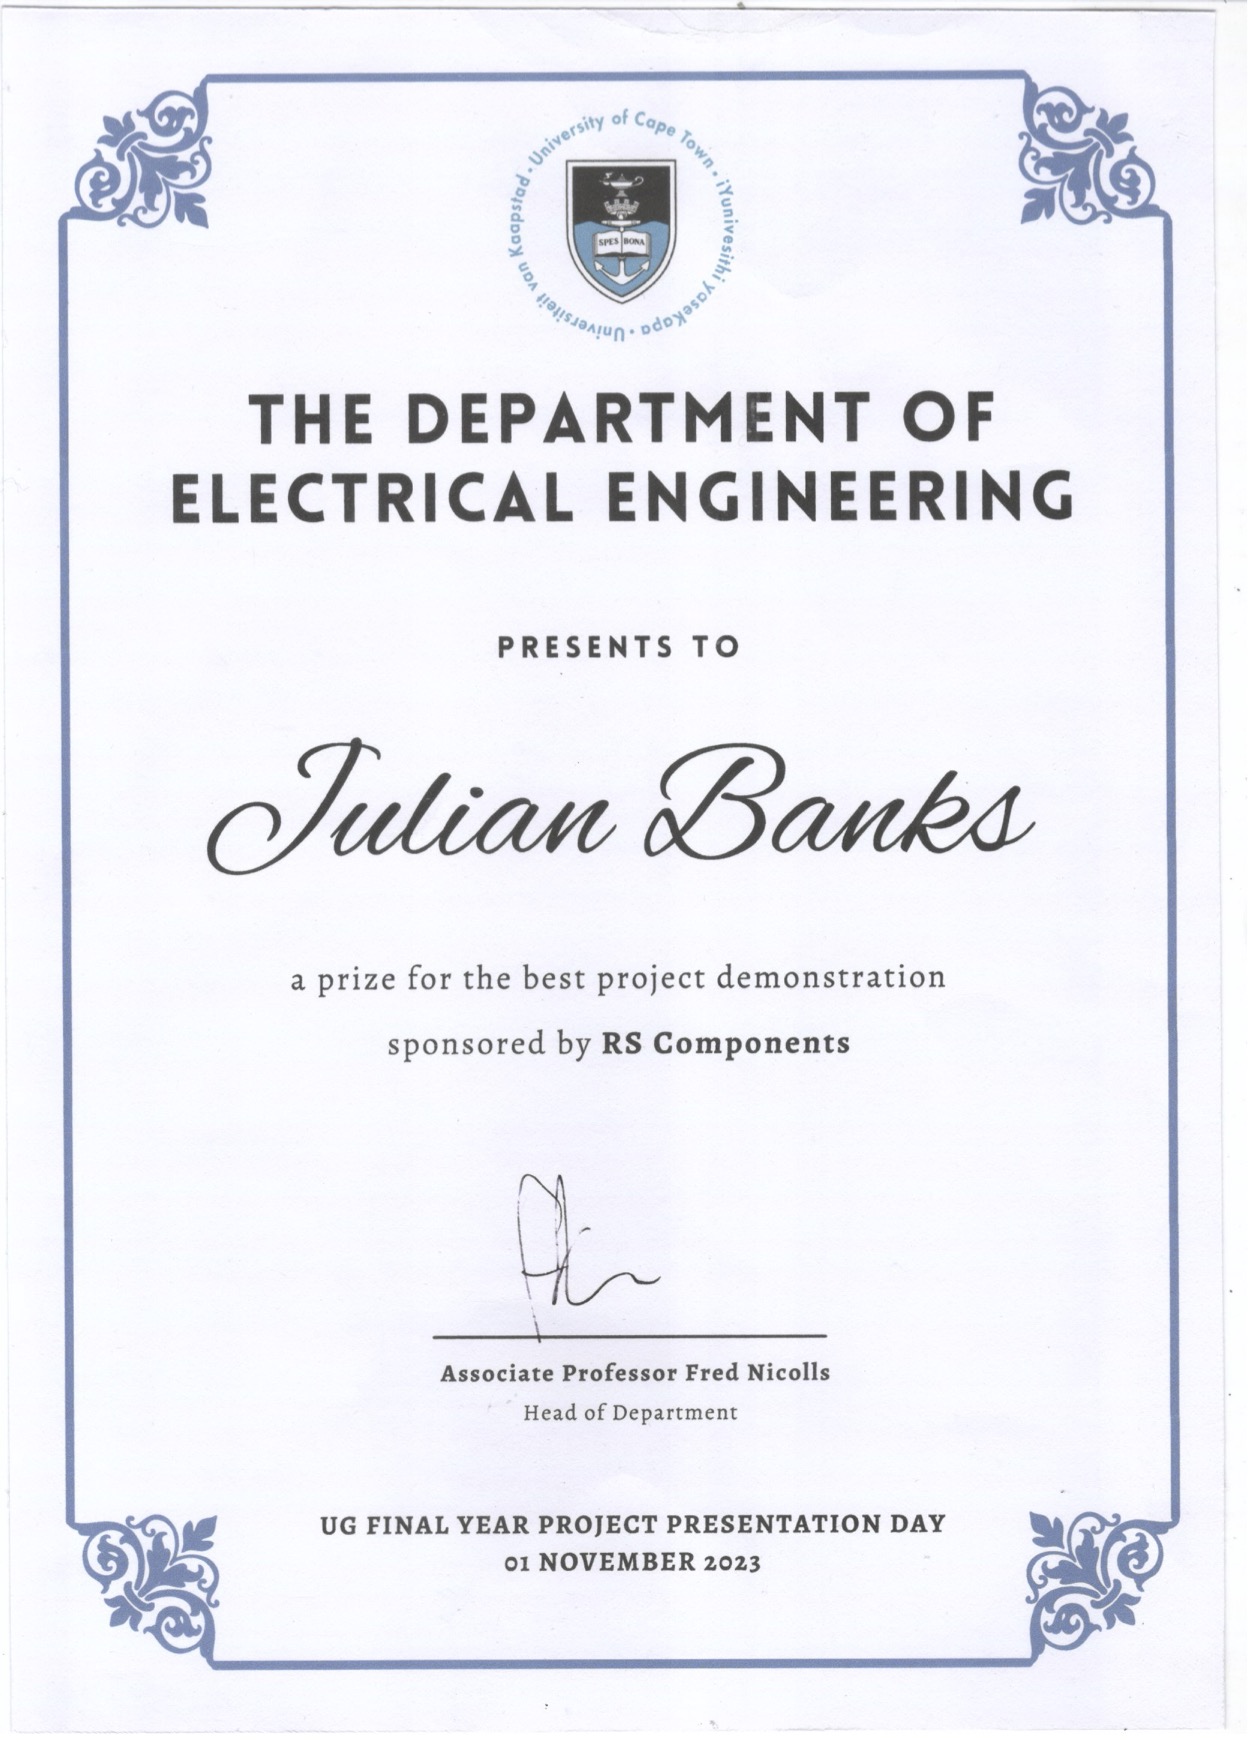 University of Cape Town · iYunivesithi yaseKapa · Universiteit van Kaapstad ·
SPES BONA
THE DEPARTMENT OF
ELECTRICAL ENGINEERING
PRESENTS TO
Julian Banks
a prize for the best project demonstration
sponsored by RS Components
Associate Professor Fred Nicolls
Head of Department
UG FINAL YEAR PROJECT PRESENTATION DAY
01 NOVEMBER 2023